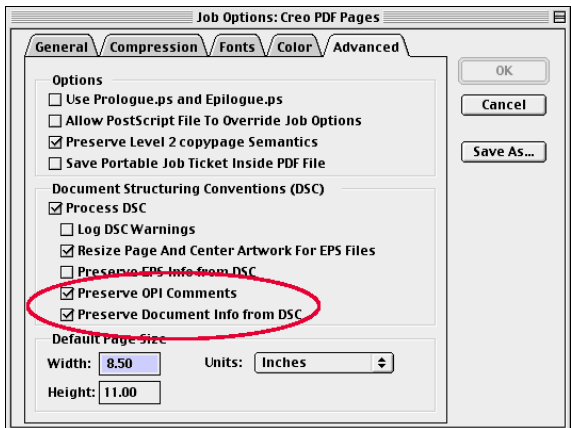 Job Options: Creo PDF Pages
General Compression Fonts Color Advanced
OK
Cancel
Save As...
Options
Use Prologue.ps and Epilogue.ps
Allow PostScript File To Override Job Options
Preserve Level 2 copypage Semantics
Save Portable Job Ticket Inside PDF File
Document Structuring Conventions (DSC)
Process DSC
Log DSC Warnings
Resize Page And Center Artwork For EPS Files
Preserve EPS Info from DSC
Preserve OPI Comments
Preserve Document Info from DSC
Default Page Size
Width: 8.50 Units: Inches
Height: 11.00